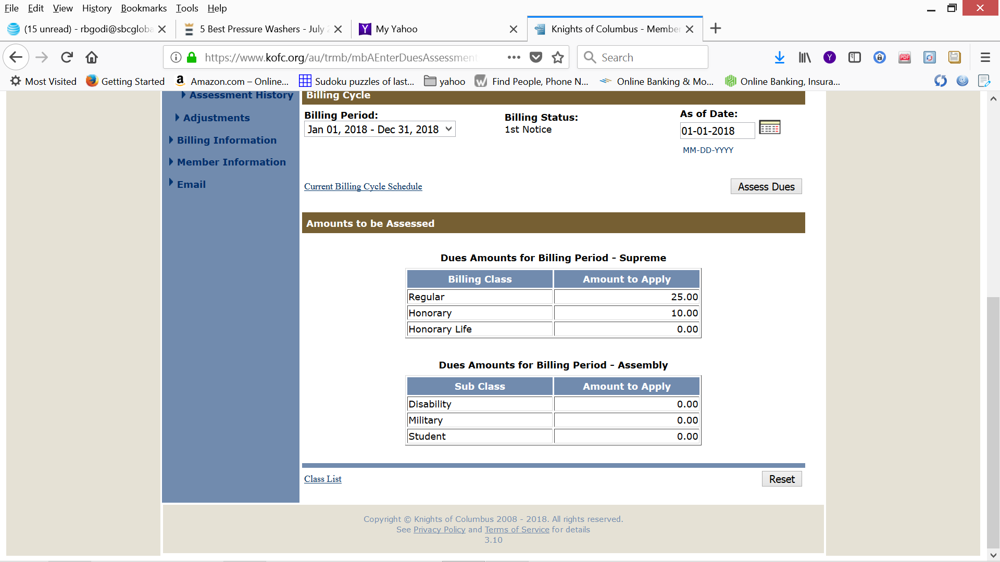 File Edit View History Bookmarks Tools Help
(15 unread) - rbgodi@sbcgloba
5 Best Pressure Washers - July 2
My Yahoo
Knights of Columbus - Member
https://www.kofc.org/au/trmb/mbAEnterDuesAssessment
Search
Most Visited Getting Started Amazon.com – Online... Sudoku puzzles of last... yahoo Find People, Phone N... Online Banking & Mo... Online Banking, Insura...
Assessment History
Adjustments
Billing Information
Member Information
Email
Billing Cycle
Billing Period: Billing Status: As of Date:
Jan 01, 2018 - Dec 31, 2018 1st Notice 01-01-2018
MM-DD-YYYY
Current Billing Cycle Schedule Assess Dues
Amounts to be Assessed
Dues Amounts for Billing Period - Supreme
Billing Class Amount to Apply
Regular 25.00
Honorary 10.00
Honorary Life 0.00
Dues Amounts for Billing Period - Assembly
Sub Class Amount to Apply
Disability 0.00
Military 0.00
Student 0.00
Class List Reset
Copyright © Knights of Columbus 2008 - 2018. All rights reserved.
See Privacy Policy and Terms of Service for details
3.10